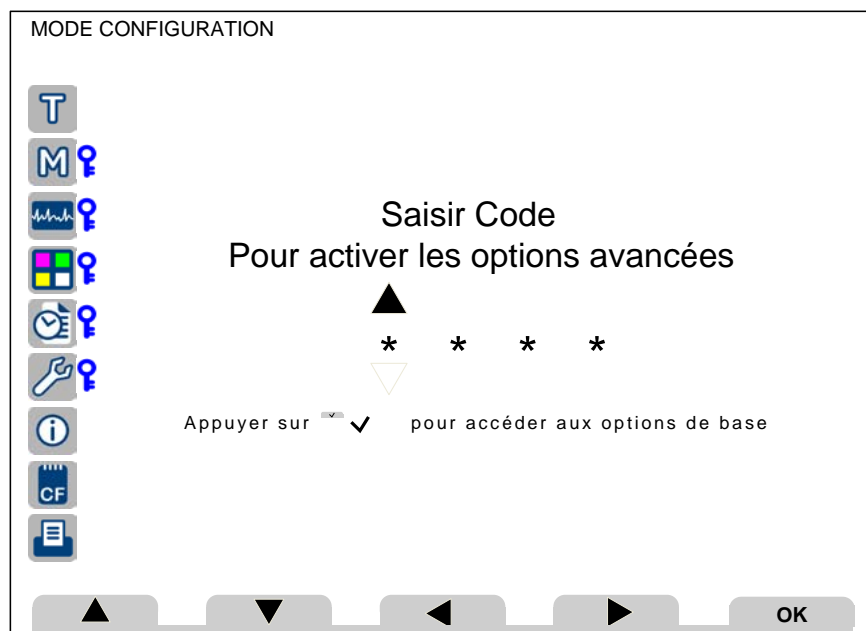 MODE CONFIGURATION
T
M
Saisir Code
Pour activer les options avancées
* * * *
Appuyer sur ✓ pour accéder aux options de base
i
CF
OK